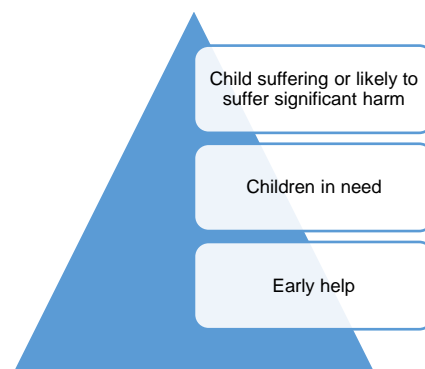 Child suffering or likely to
suffer significant harm
Children in need
Early help